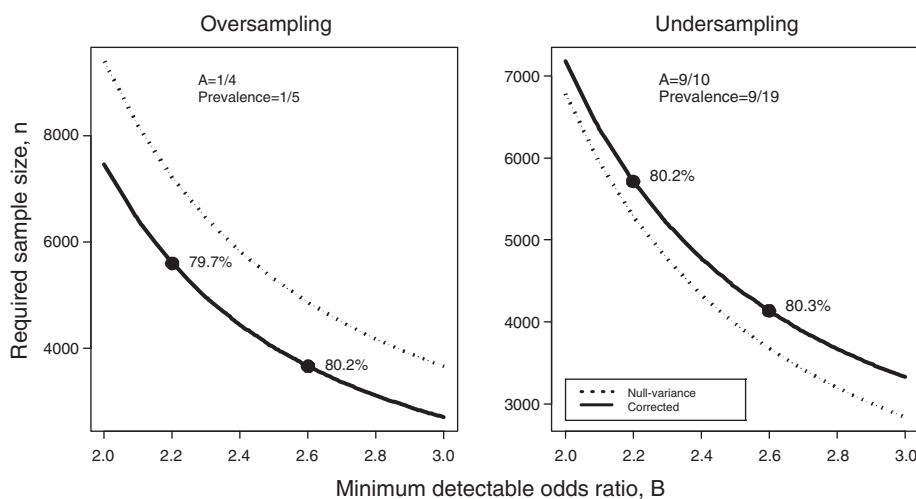 Oversampling
Undersampling
A=1/4
Prevalence=1/5
A=9/10
Prevalence=9/19
Required sample size, n
8000
6000
4000
79.7%
80.2%
2.0 2.2 2.4 2.6 2.8 3.0
7000
6000
5000
4000
3000
80.2%
80.3%
Null-variance
Corrected
2.0 2.2 2.4 2.6 2.8 3.0
Minimum detectable odds ratio, B